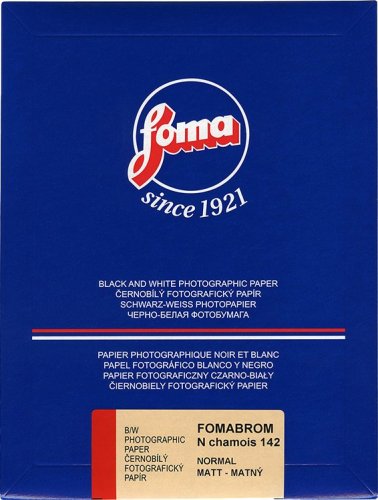 foma
since 1921
BLACK AND WHITE PHOTOGRAPHIC PAPER
ČERNOBÍLÝ FOTOGRAFICKÝ PAPÍR
SCHWARZ-WEISS PHOTOPAPIER
ЧЕРНО-БЕЛАЯ ФОТОБУМАГА
PAPIER PHOTOGRAPHIQUE NOIR ET BLANC
PAPEL FOTOGRÁFICO BLANCO Y NEGRO
PAPIER FOTOGRAFICZNY CZARNO-BIAŁY
ČIERNOBIELY FOTOGRAFICKÝ PAPIER
B/W
PHOTOGRAPHIC
PAPER
ČERNOBÍLÝ
FOTOGRAFICKÝ
PAPÍR
FOMABROM
N chamois 142
NORMAL
MATT - MATNÝ